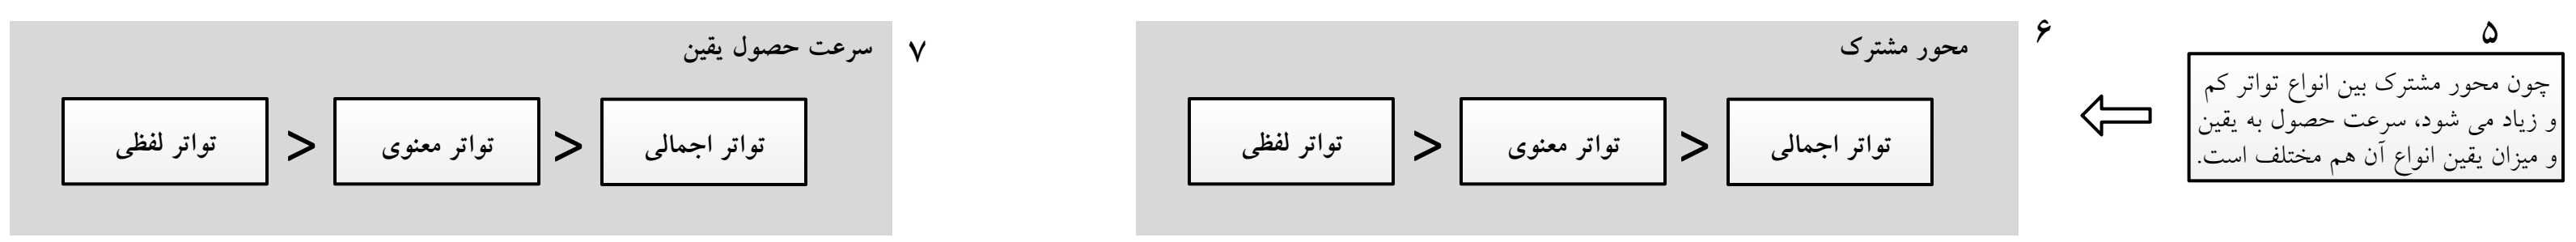 ۵
چون محور مشترک بین انواع تواتر کم
و زیاد می شود، سرعت حصول به یقین
و میزان یقین انواع آن هم مختلف است.
۶
محور مشترک
تواتر اجمالی > تواتر معنوی > تواتر لفظی
۷
سرعت حصول یقین
تواتر اجمالی > تواتر معنوی > تواتر لفظی